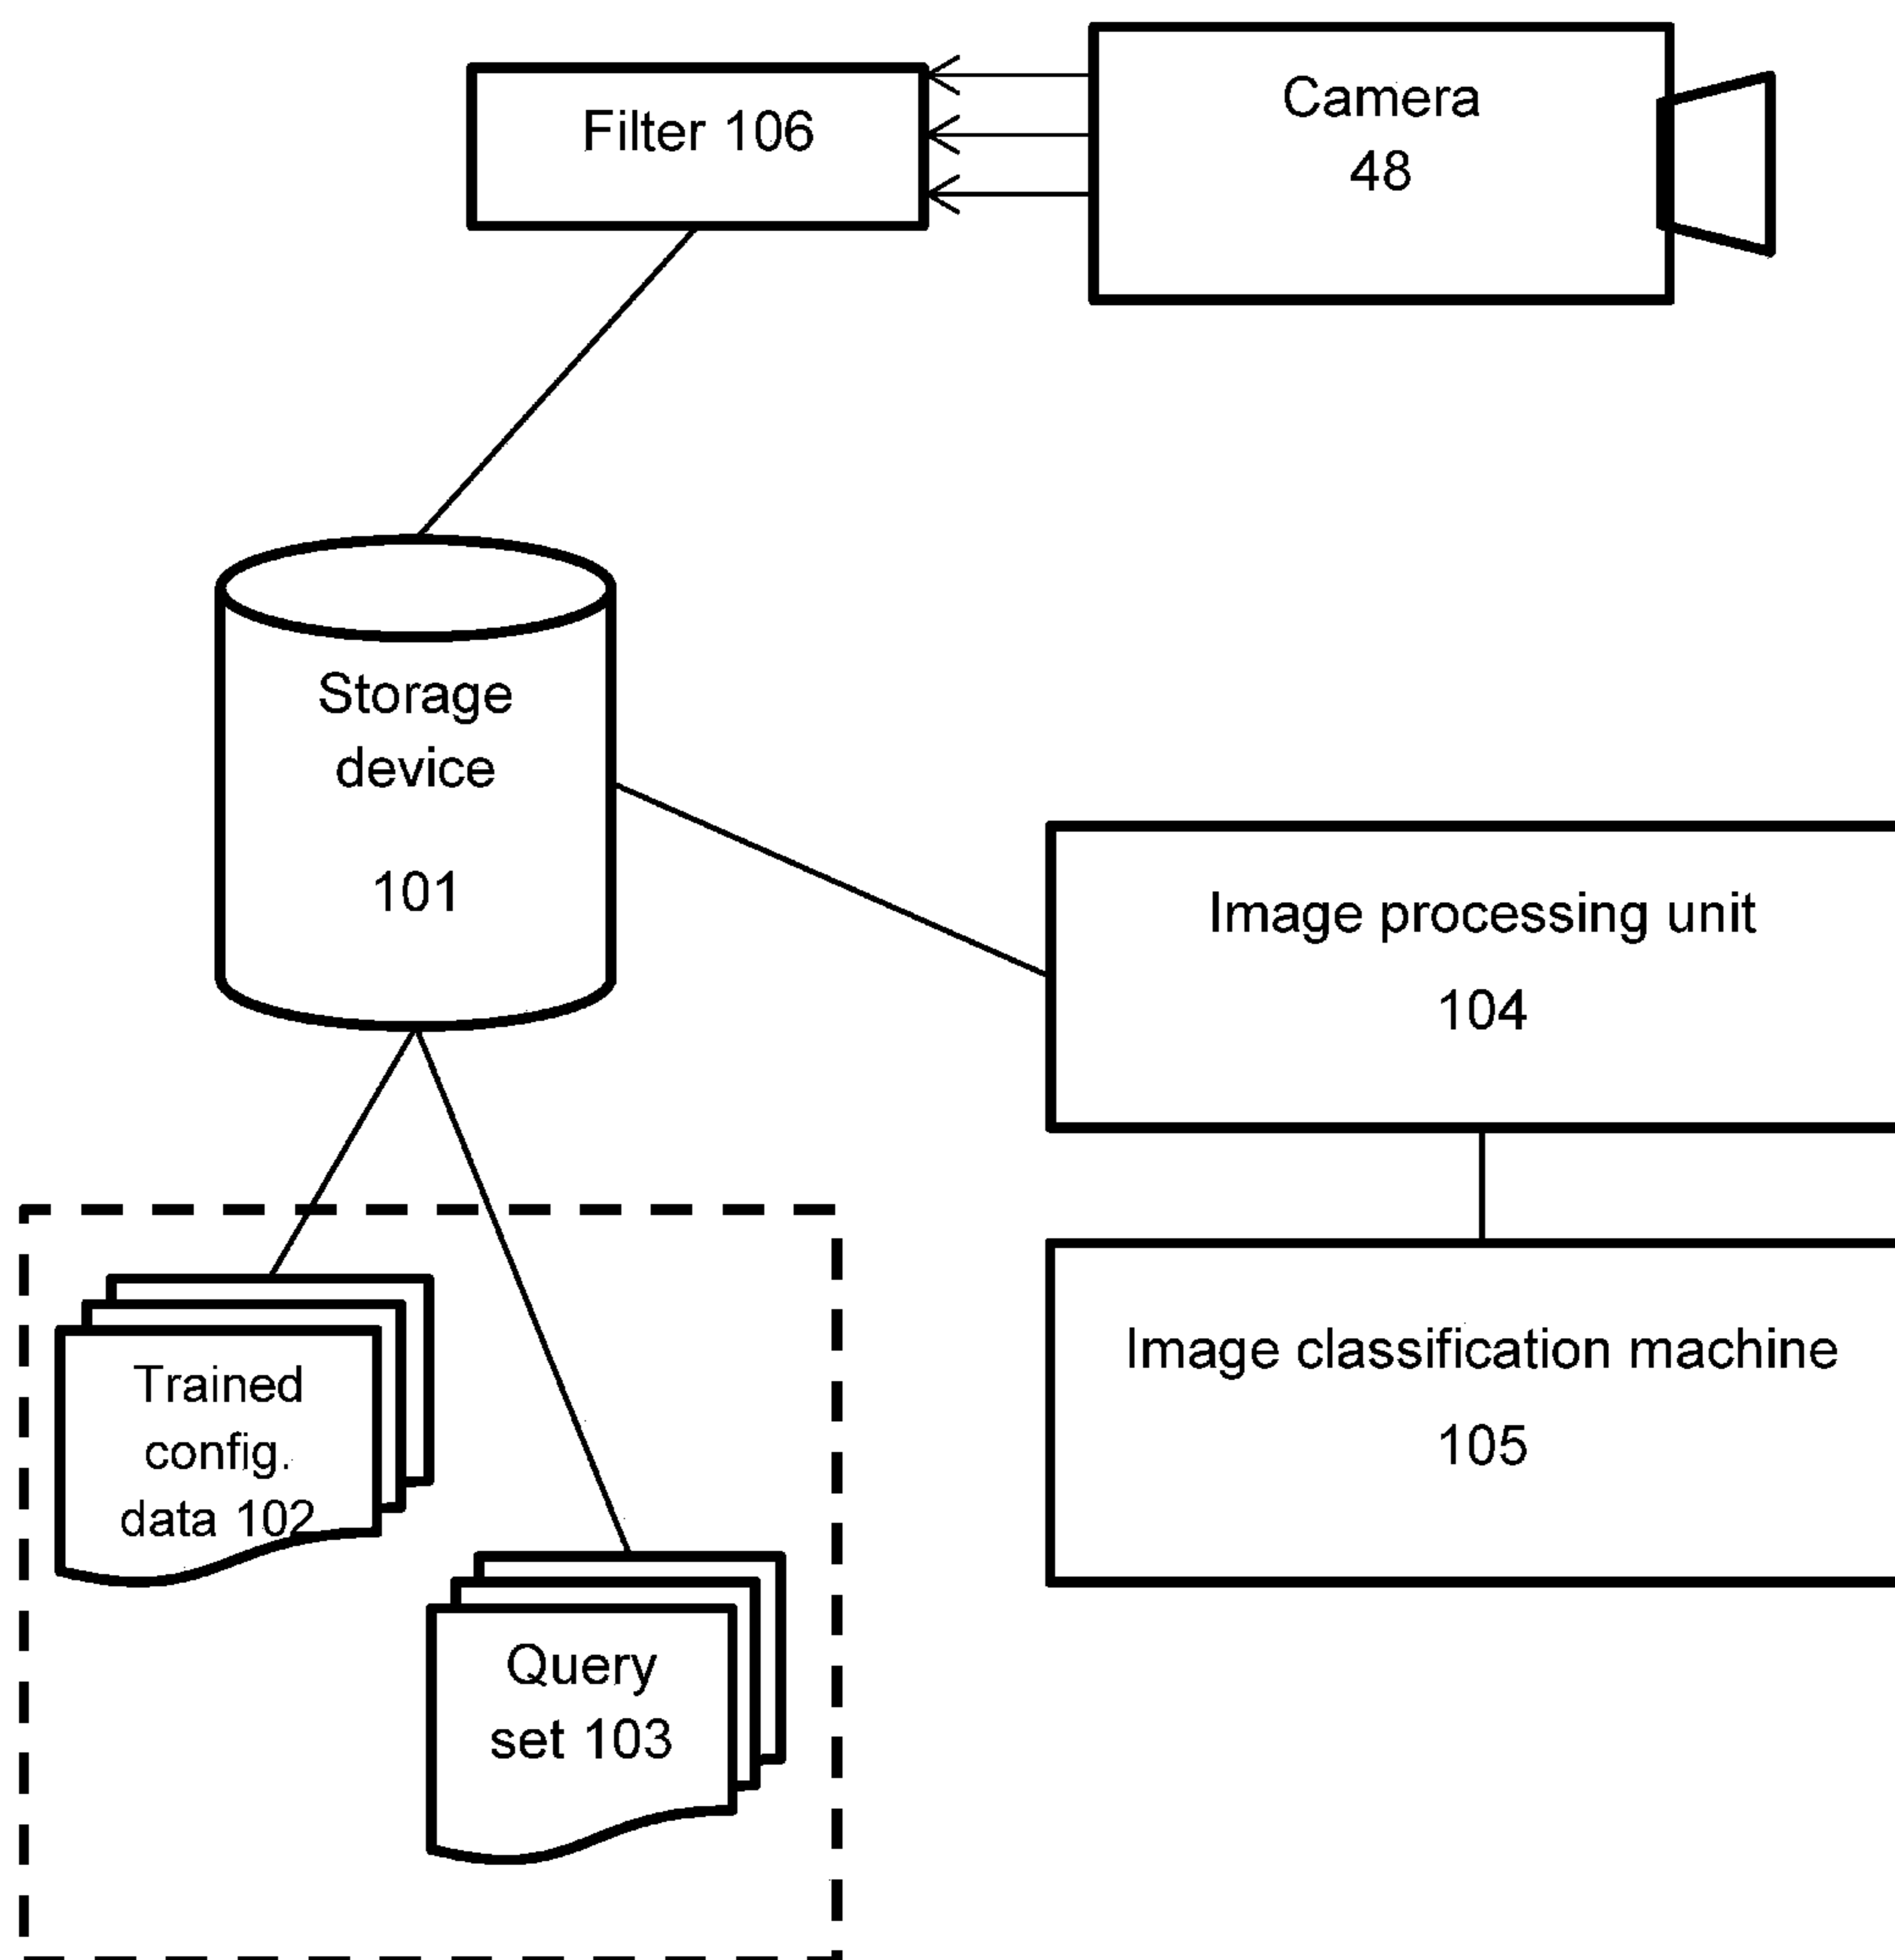 Filter 106
Camera
48
Storage
device
101
Image processing unit
104
Image classification machine
105
Trained
config.
data 102
Query
set 103